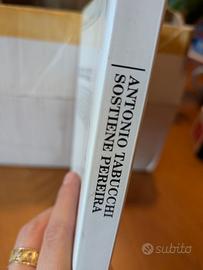 ANTONIO TABUCCHI
SOSTIENE PEREIRA
subito